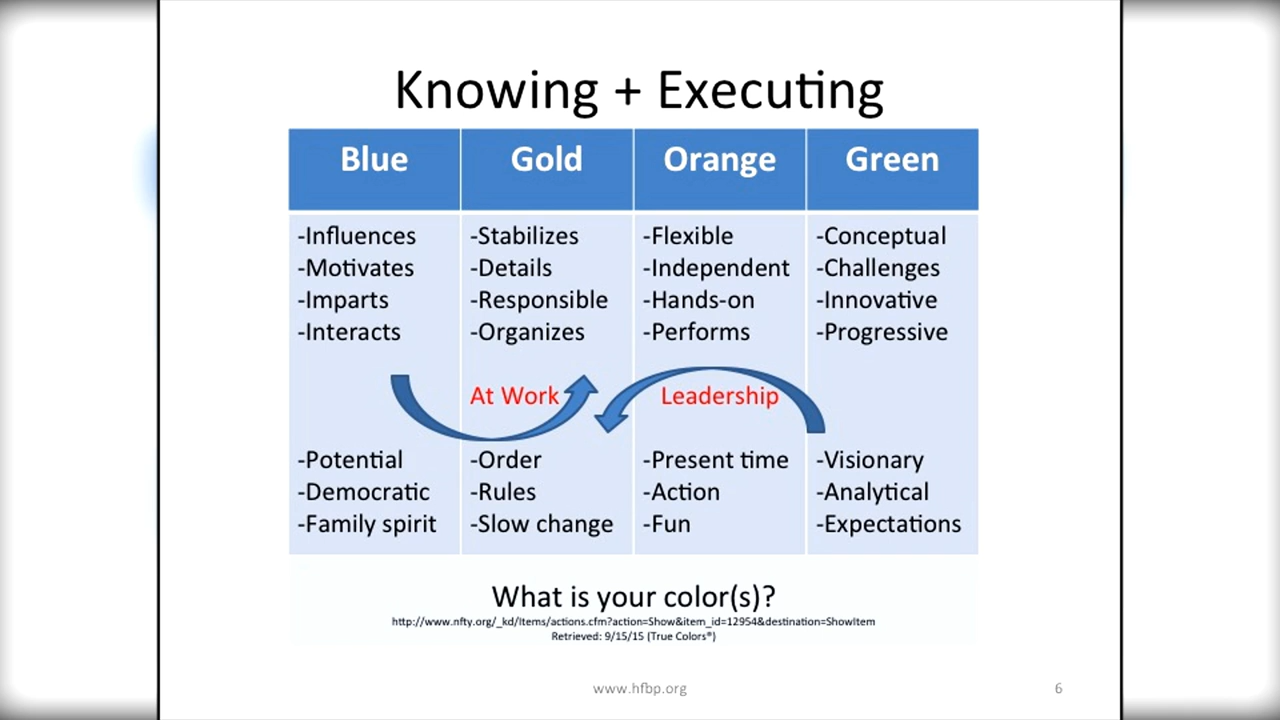 Knowing + Executing
Blue
Gold
Orange
Green
-Influences
-Motivates
-Imparts
-Interacts
-Stabilizes
-Details
-Responsible
-Organizes
-Flexible
-Independent
-Hands-on
-Performs
-Conceptual
-Challenges
-Innovative
-Progressive
At Work
Leadership
-Potential
-Democratic
-Family spirit
-Order
-Rules
-Slow change
-Present time
-Action
-Fun
-Visionary
-Analytical
-Expectations
What is your color(s)?
http://www.nfty.org/_kd/Items/actions.cfm?action=Show&item_id=12954&destination=ShowItem
Retrieved: 9/15/15 (True Colors®)
www.hfbp.org
6